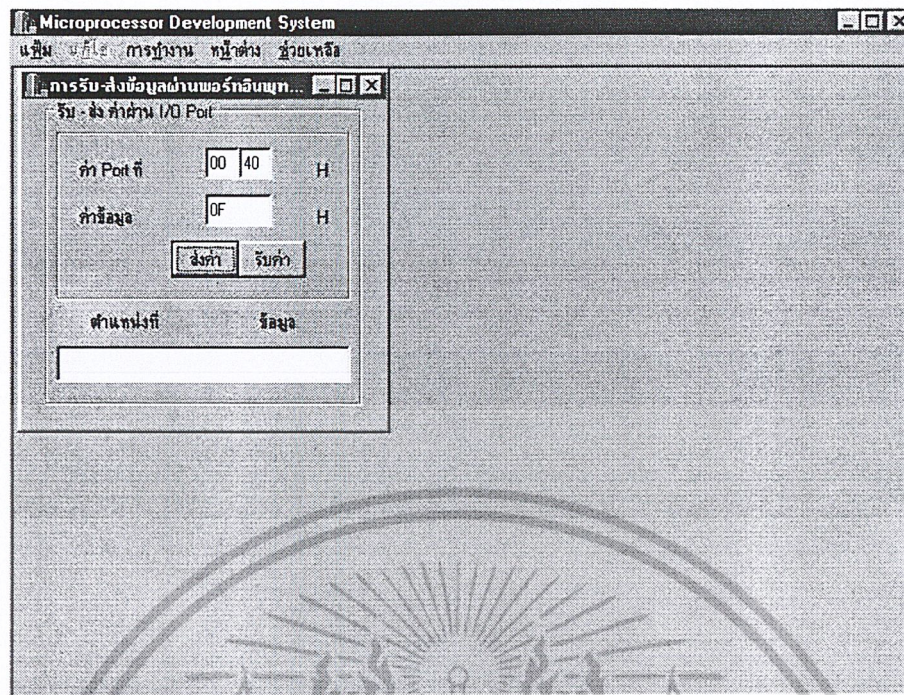 Microprocessor Development System
แฟ้ม แก้ไข การทำงาน หน้าต่าง ช่วยเหลือ
การรับ-ส่งข้อมูลผ่านพอร์ทอินพุท...
รับ - ส่ง ค่าผ่าน I/O Port
ค่า Port ที่ 00 40 H
ค่าข้อมูล 0F H
ส่งค่า รับค่า
ตำแหน่งที่ ข้อมูล